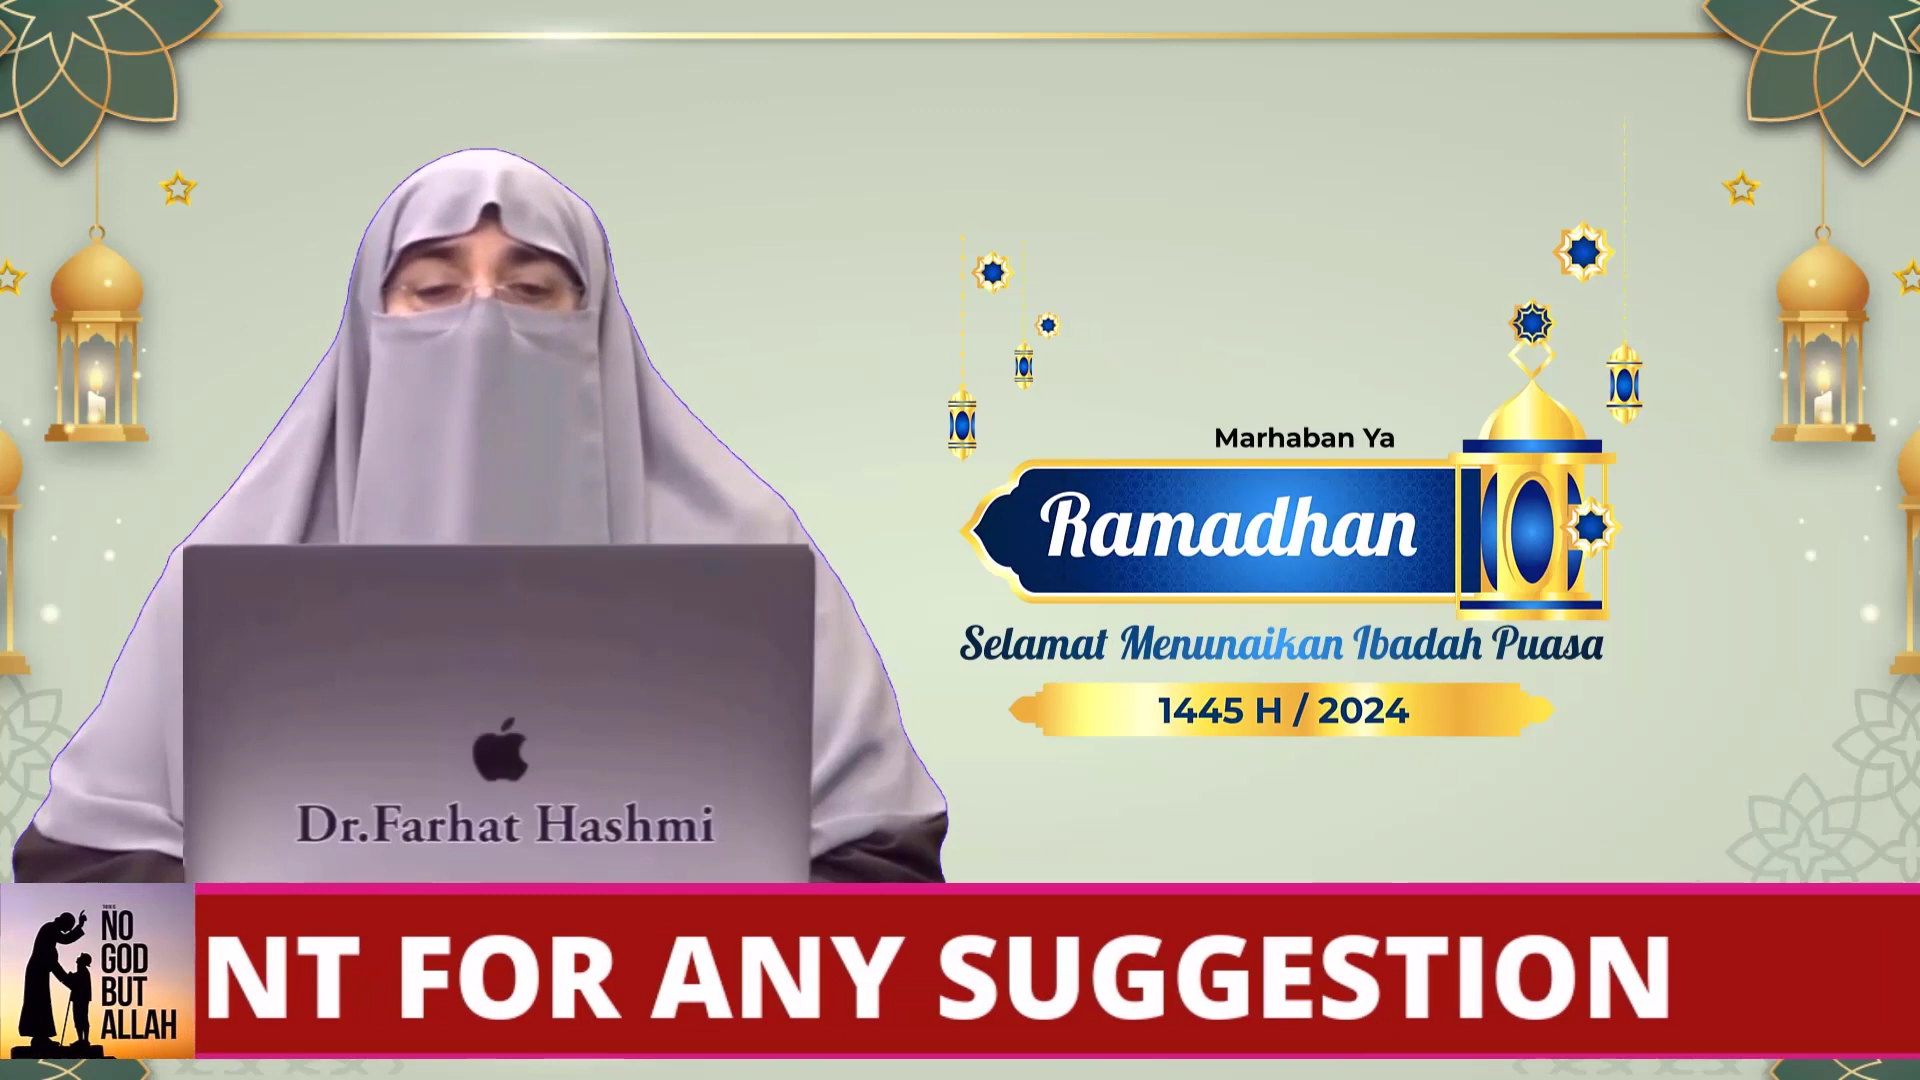 Marhaban Ya
Ramadhan
Selamat Menunaikan Ibadah Puasa
1445 H / 2024
Dr.Farhat Hashmi
NO
GOD
BUT
ALLAH
NT FOR ANY SUGGESTION